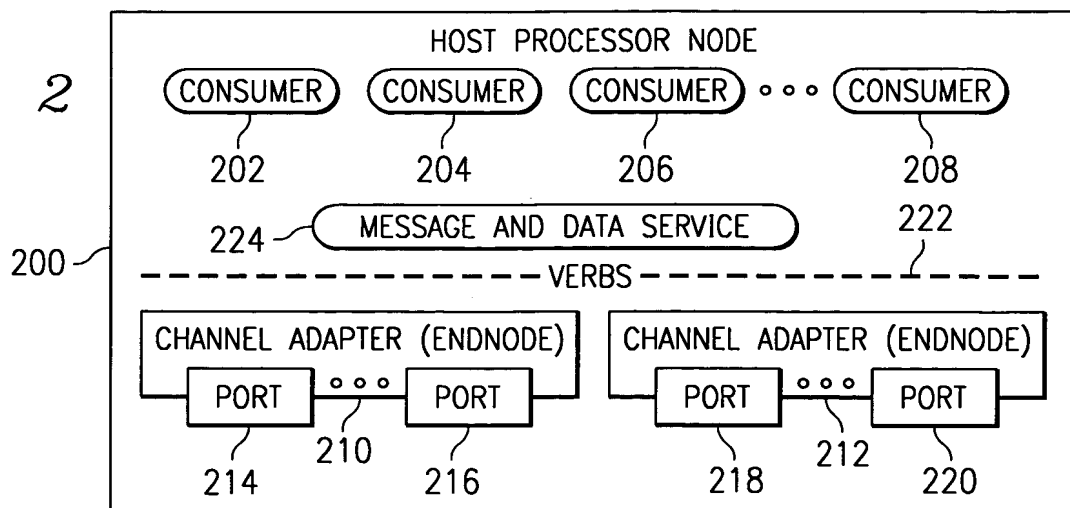 HOST PROCESSOR NODE
2
CONSUMER CONSUMER CONSUMER CONSUMER
202 204 206 208
MESSAGE AND DATA SERVICE
224 222
200
VERBS
CHANNEL ADAPTER (ENDNODE) CHANNEL ADAPTER (ENDNODE)
PORT PORT PORT PORT
214 210 216 218 212 220